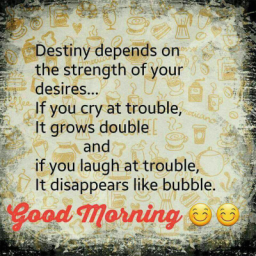 Destiny depends on
the strength of your
desires...
If you cry at trouble,
It grows double
and
if you laugh at trouble,
It disappears like bubble.
Good Morning 😊😊